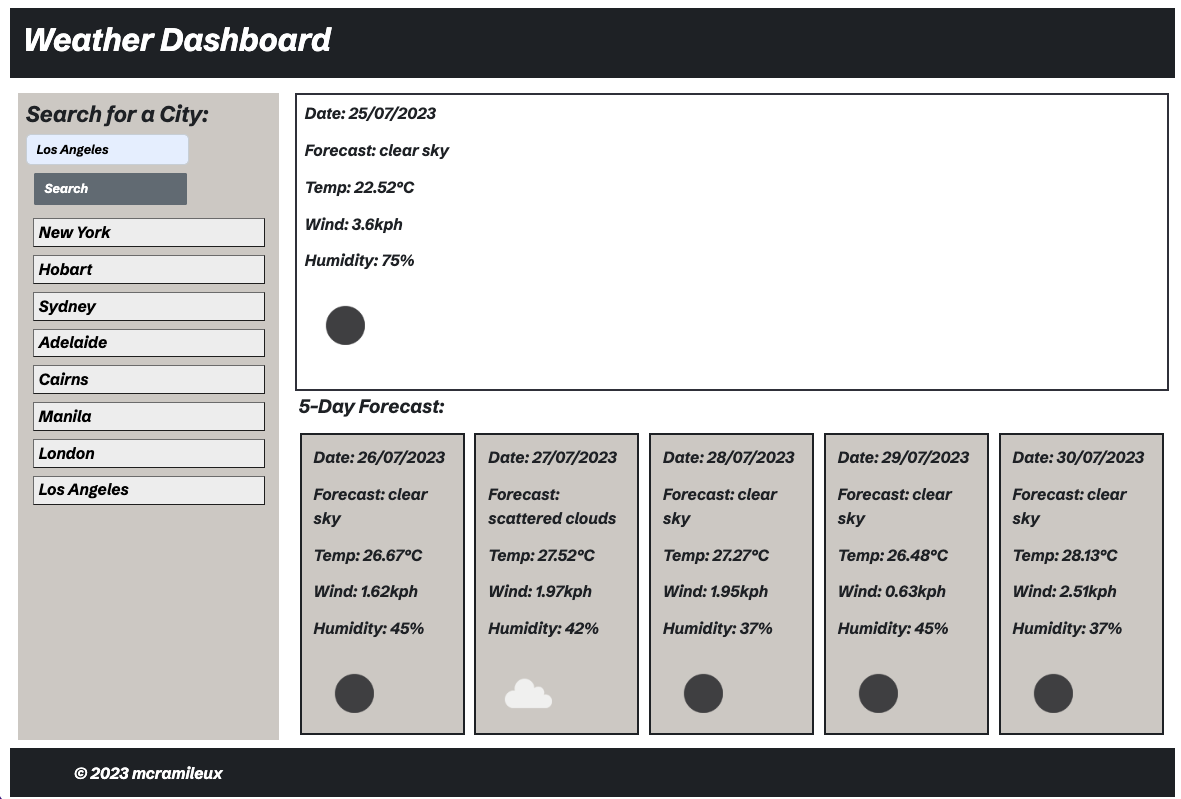 Weather Dashboard
Search for a City:
Los Angeles
Search
New York
Hobart
Sydney
Adelaide
Cairns
Manila
London
Los Angeles
Date: 25/07/2023
Forecast: clear sky
Temp: 22.52°C
Wind: 3.6kph
Humidity: 75%
5-Day Forecast:
Date: 26/07/2023
Forecast: clear
sky
Temp: 26.67°C
Wind: 1.62kph
Humidity: 45%
Date: 27/07/2023
Forecast:
scattered clouds
Temp: 27.52°C
Wind: 1.97kph
Humidity: 42%
Date: 28/07/2023
Forecast: clear
sky
Temp: 27.27°C
Wind: 1.95kph
Humidity: 37%
Date: 29/07/2023
Forecast: clear
sky
Temp: 26.48°C
Wind: 0.63kph
Humidity: 45%
Date: 30/07/2023
Forecast: clear
sky
Temp: 28.13°C
Wind: 2.51kph
Humidity: 37%
© 2023 mcramileux